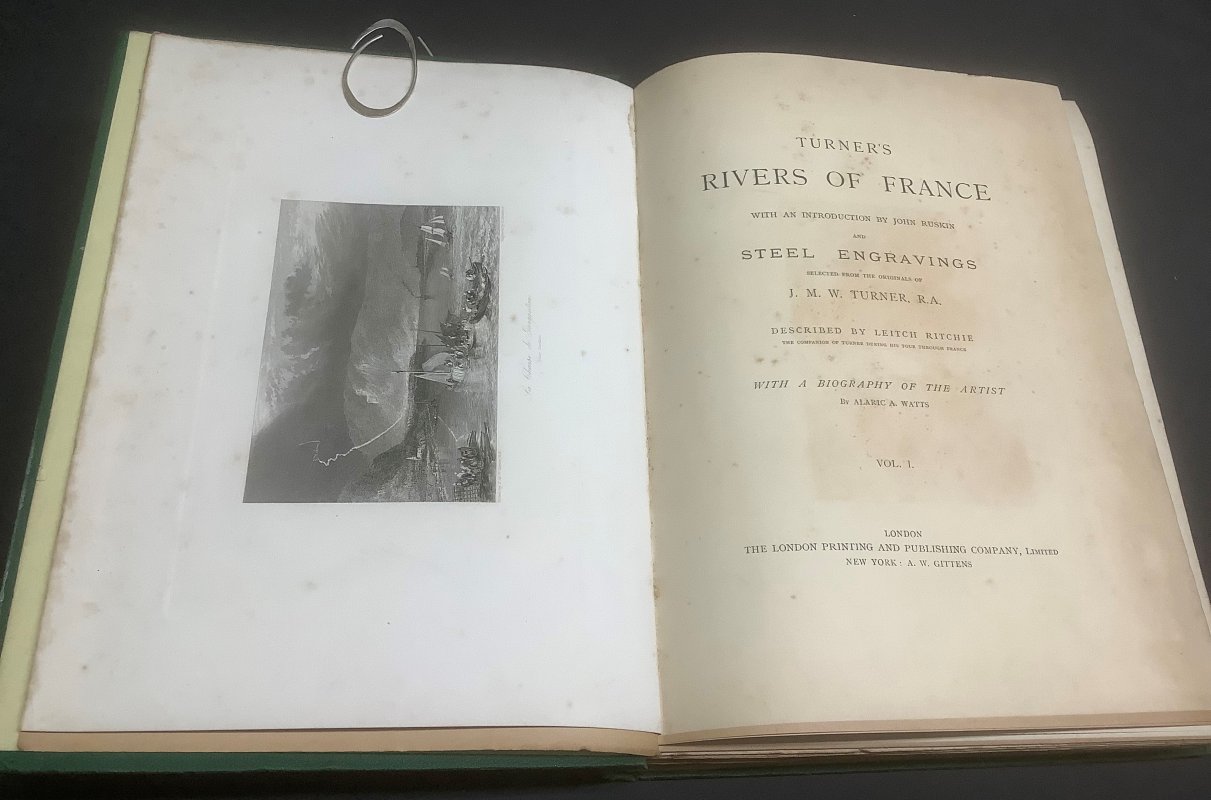 TURNER'S
RIVERS OF FRANCE
WITH AN INTRODUCTION BY JOHN RUSKIN
AND
STEEL ENGRAVINGS
SELECTED FROM THE ORIGINALS OF
J. M. W. TURNER, R.A.
DESCRIBED BY LEITCH RITCHIE
THE COMPANION OF TURNER DURING HIS TOUR THROUGH FRANCE
WITH A BIOGRAPHY OF THE ARTIST
BY ALARIC A. WATTS
VOL. I.
LONDON
THE LONDON PRINTING AND PUBLISHING COMPANY, LIMITED
NEW YORK: A. W. GITTENS